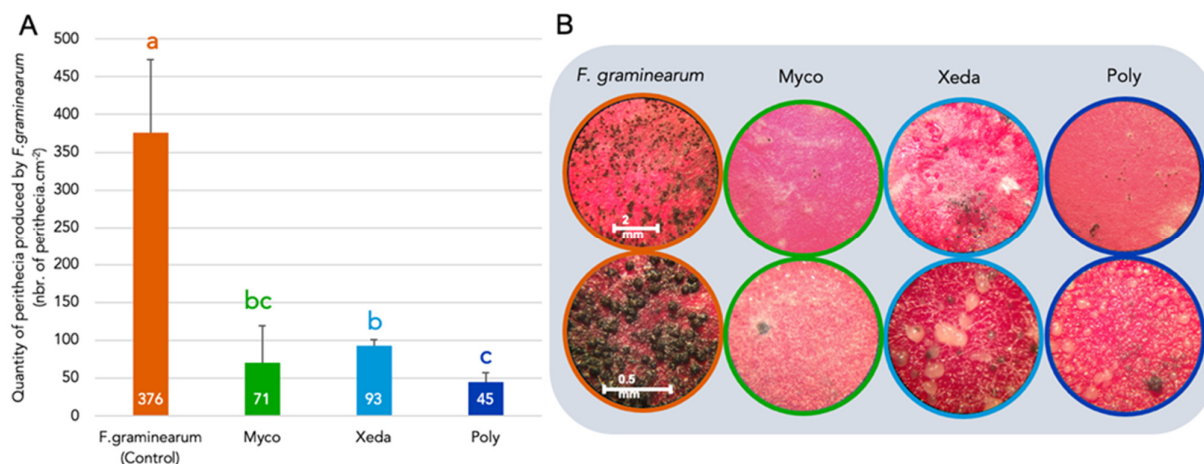 A
Quantity of perithecia produced by F.graminearum
(nbr. of perithecia.cm-2)
500
450
400
350
300
250
200
150
100
50
0
a
bc
b
c
376
71
93
45
F.graminearum
(Control)
Myco
Xeda
Poly
B
F. graminearum
Myco
Xeda
Poly
2
mm
0.5
mm